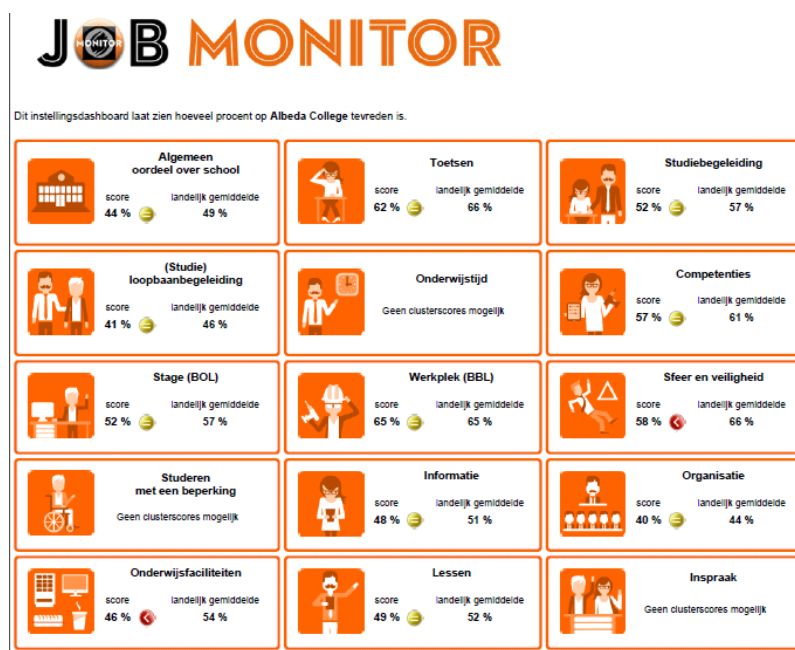 JOB MONITOR
MONITOR
Dit instellingsdashboard laat zien hoeveel procent op Albeda College tevreden is.
Algemeen
oordeel over school
score landelijk gemiddelde
44 % = 49 %
Toetsen
score landelijk gemiddelde
62 % = 66 %
Studiebegeleiding
score landelijk gemiddelde
52 % = 57 %
(Studie)
loopbaanbegeleiding
score landelijk gemiddelde
41 % = 46 %
Onderwijstijd
Geen clusterscores mogelijk
Competenties
score landelijk gemiddelde
57 % = 61 %
Stage (BOL)
score landelijk gemiddelde
52 % = 57 %
Werkplek (BBL)
score landelijk gemiddelde
65 % = 65 %
Sfeer en veiligheid
score landelijk gemiddelde
58 % 66 %
Studeren
met een beperking
Geen clusterscores mogelijk
Informatie
score landelijk gemiddelde
48 % = 51 %
Organisatie
score landelijk gemiddelde
40 % = 44 %
Onderwijsfaciliteiten
score landelijk gemiddelde
46 % 54 %
Lessen
score landelijk gemiddelde
49 % = 52 %
Inspraak
Geen clusterscores mogelijk